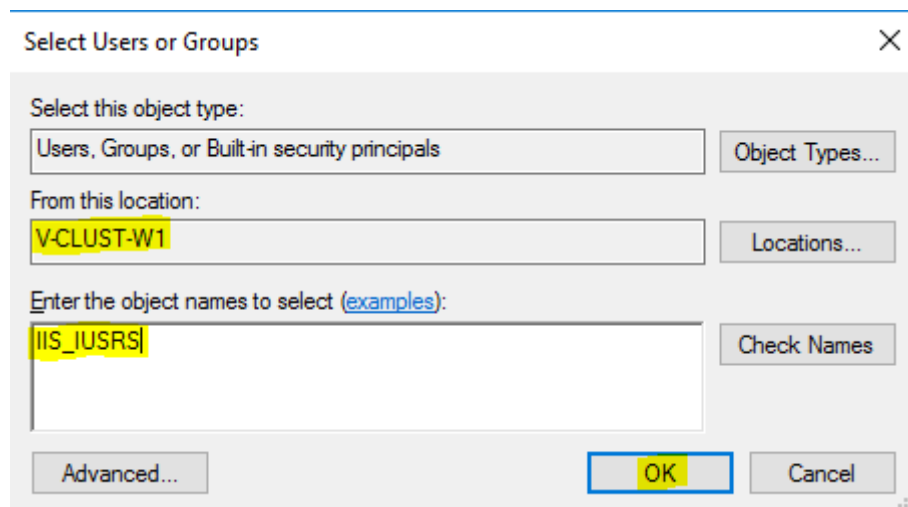 Select Users or Groups
Select this object type:
Users, Groups, or Built-in security principals
Object Types...
From this location:
V-CLUST-W1
Locations...
Enter the object names to select (examples):
IIS_IUSRS
Check Names
Advanced...
OK
Cancel